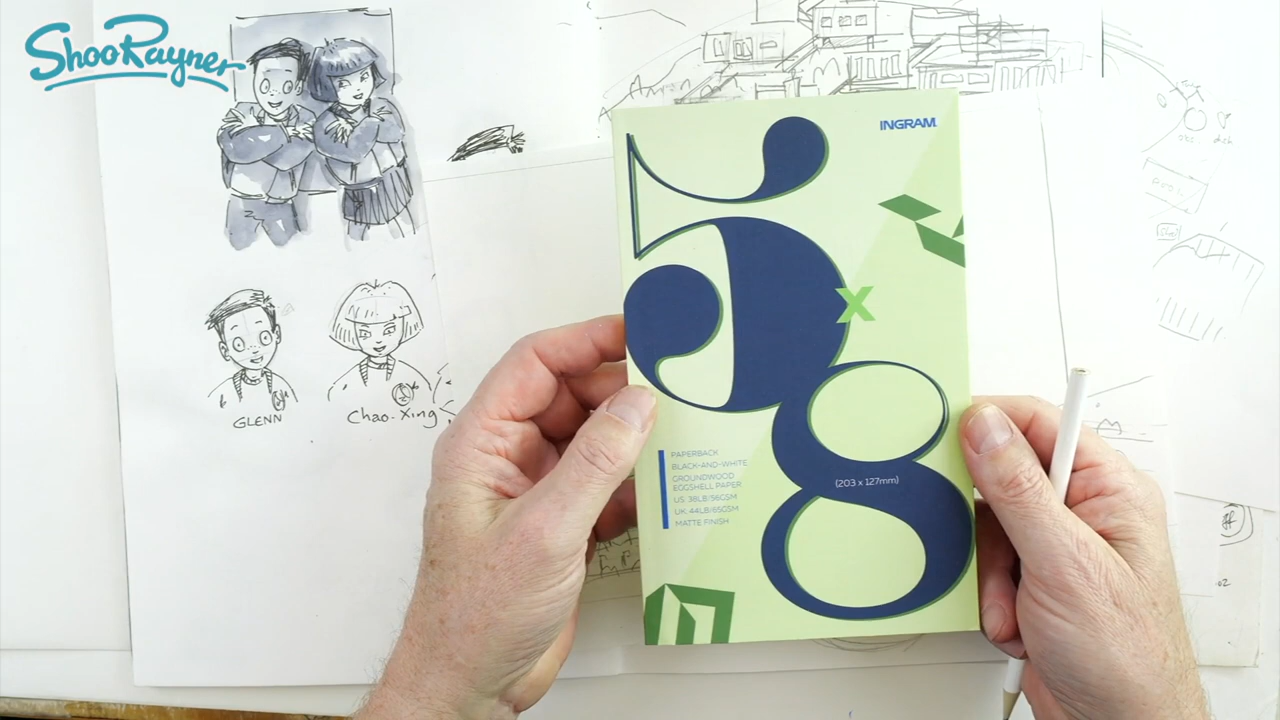 ShooRayner
INGRAM
5
x
8
(203 x 127mm)
PAPERBACK
BLACK-AND-WHITE
GROUNDWOOD
EGGSHELL PAPER
US: 38LB/56GSM
UK: 44LB/65GSM
MATTE FINISH
GLENN
Chao-Xing